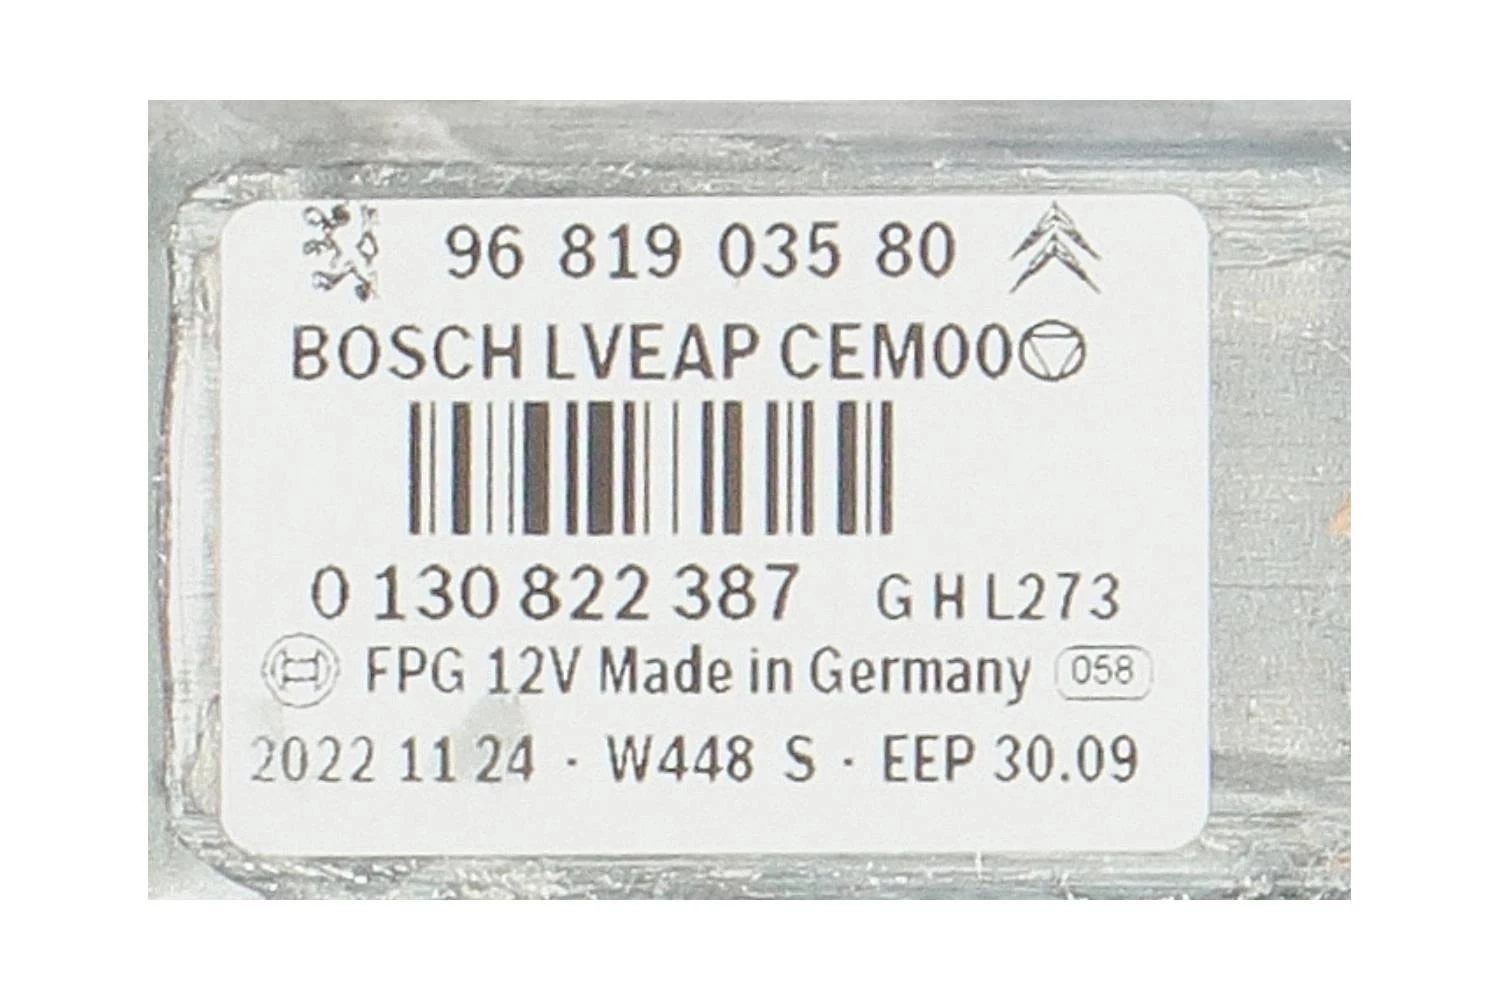 96 819 035 80
BOSCH LVEAP CEM00
0 130 822 387 G H L273
FPG 12V Made in Germany 058
2022 11 24 · W448 S · EEP 30.09